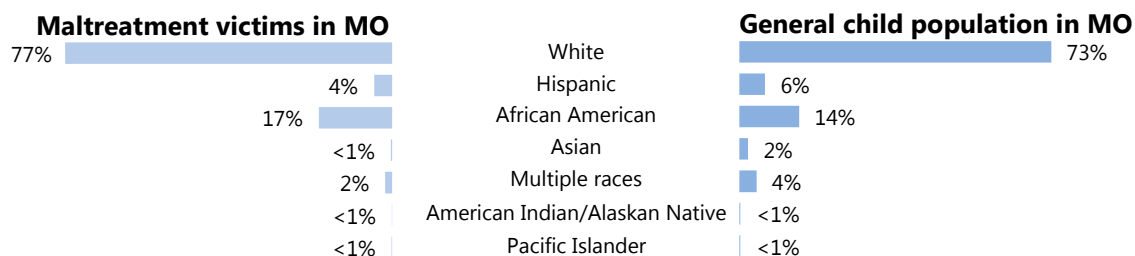 Maltreatment victims in MO General child population in MO
77% White 73%
4% Hispanic 6%
17% African American 14%
<1% Asian 2%
2% Multiple races 4%
<1% American Indian/Alaskan Native <1%
<1% Pacific Islander <1%